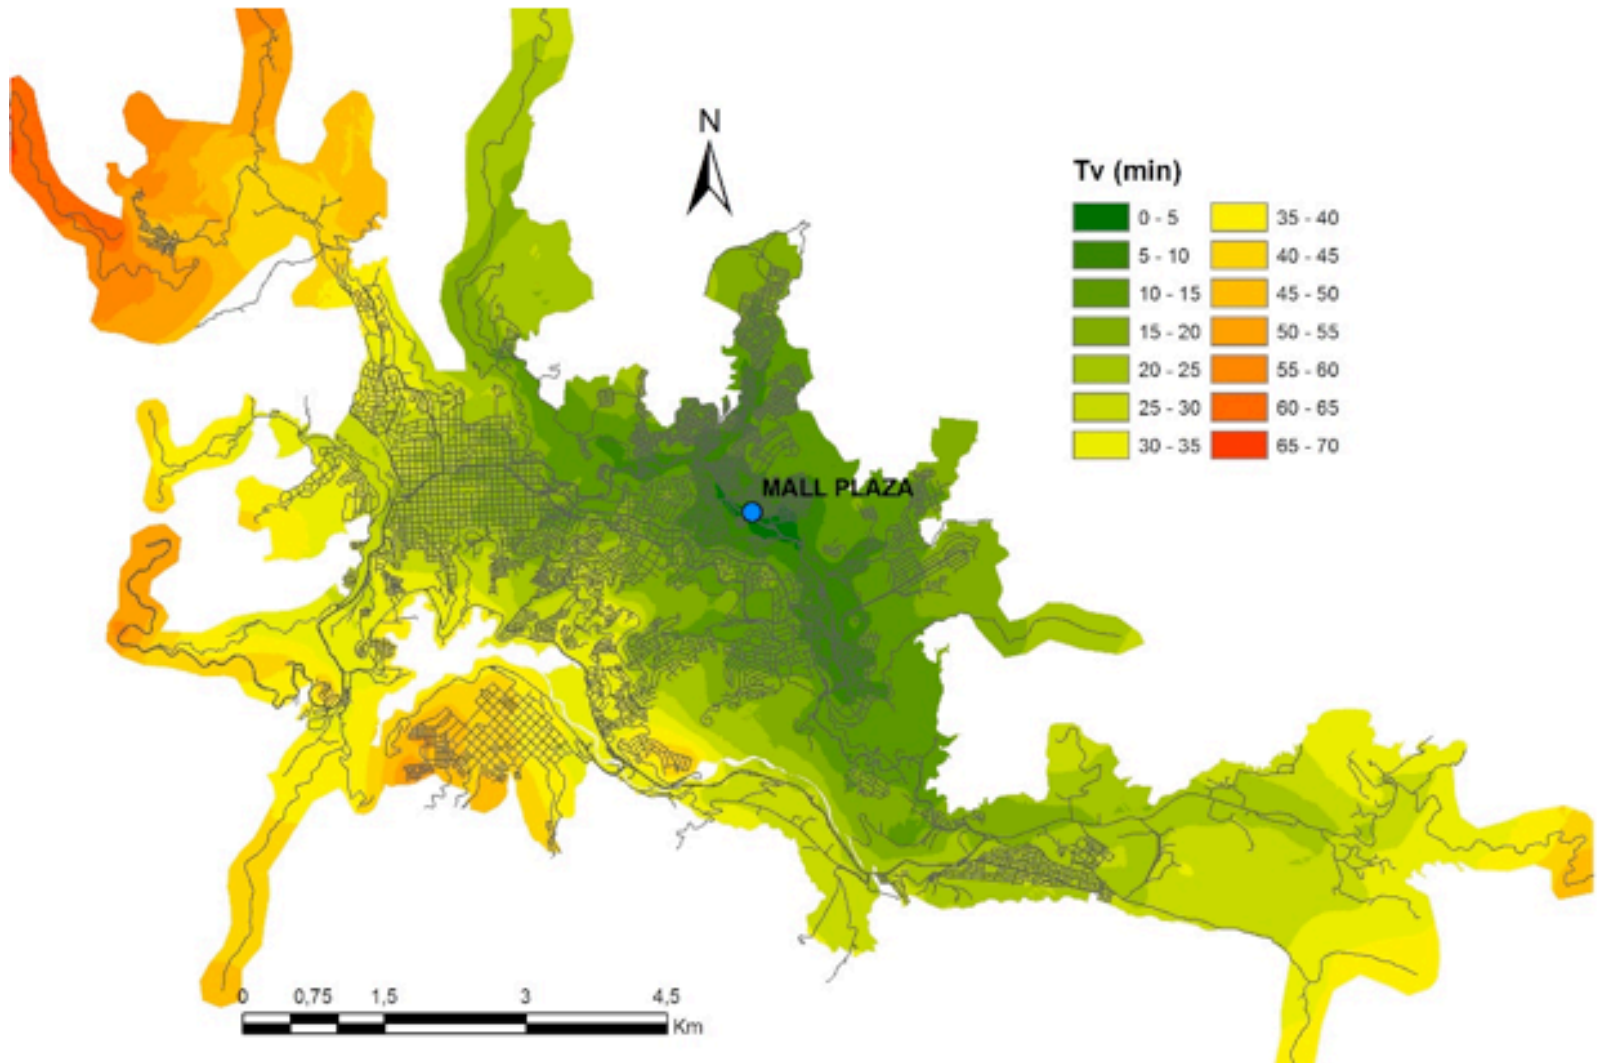 N
Tv (min)
0 - 5
5 - 10
10 - 15
15 - 20
20 - 25
25 - 30
30 - 35
35 - 40
40 - 45
45 - 50
50 - 55
55 - 60
60 - 65
65 - 70
MALL PLAZA
0 0,75 1,5 3 4,5
Km